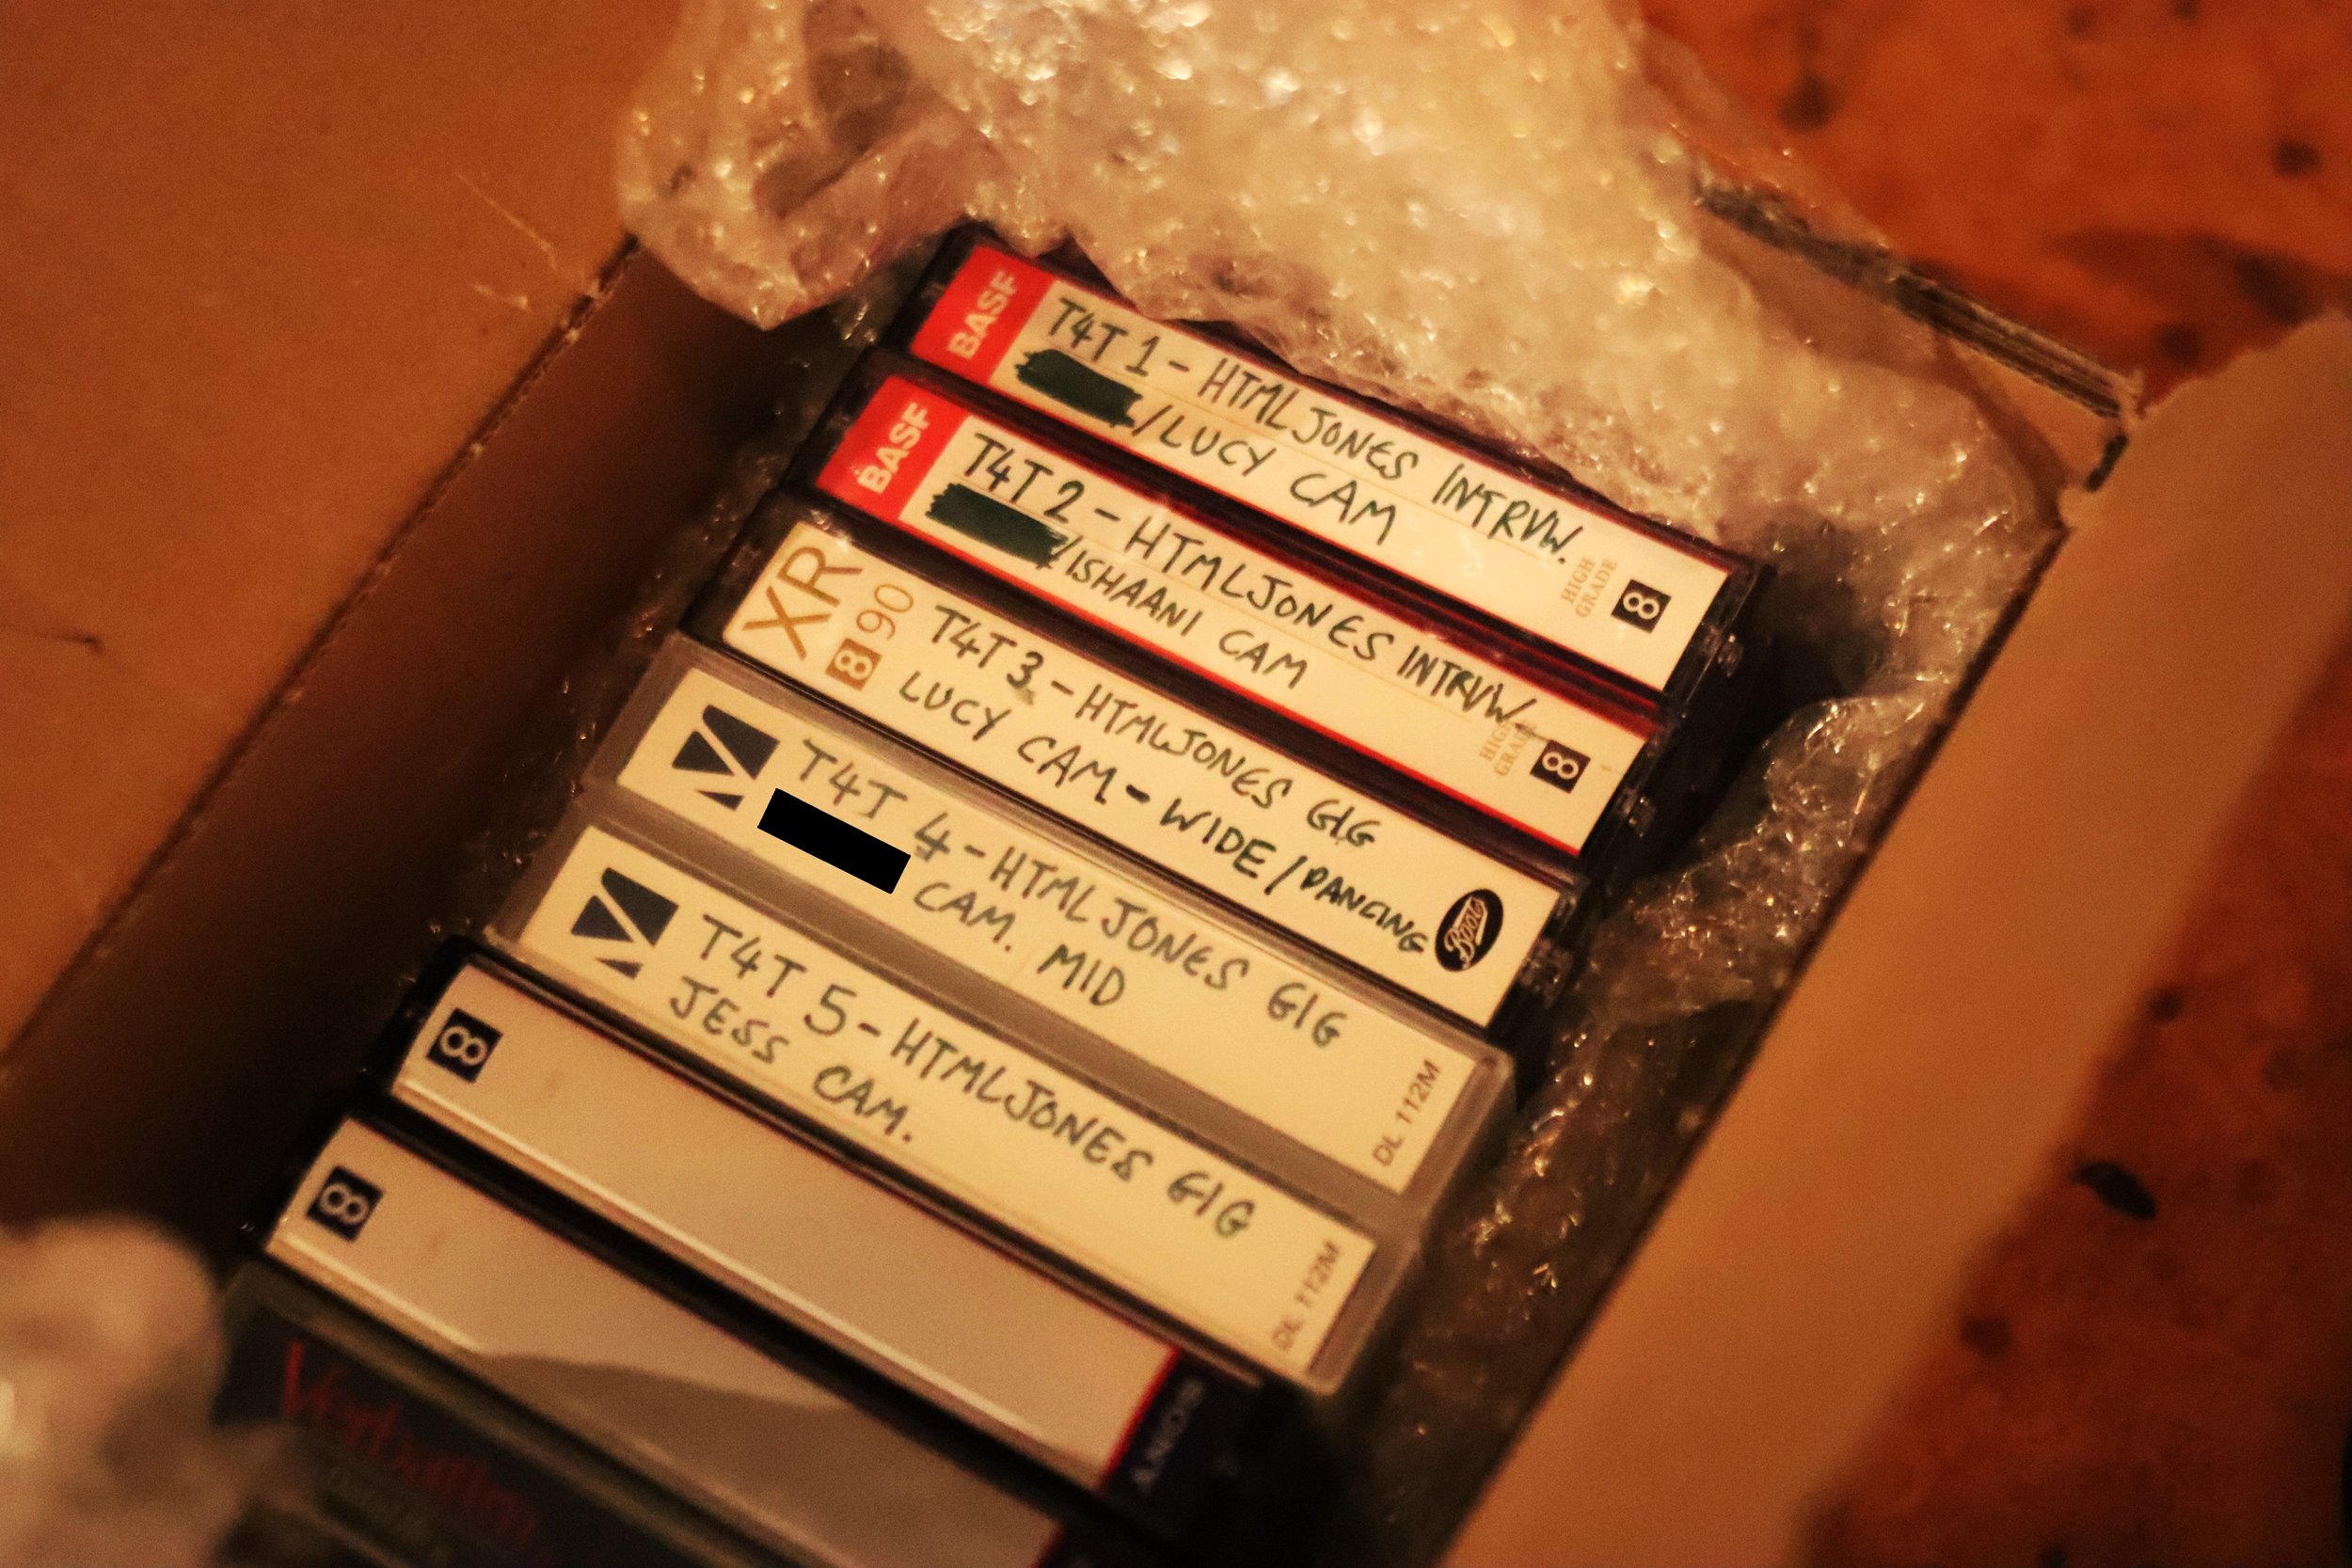 BASF
T4T 1 - HTMLJONES INTRVW.
/LUCY CAM
HIGH
GRADE
8
BASF
T4T 2 - HTMLJONES INTRVW.
/ISHAANI CAM
HIGH
GRADE
8
XR
8 90
T4T 3 - HTMLJONES GIG
LUCY CAM - WIDE / DANCING
Boots
T4T 4 - HTMLJONES GIG
CAM. MID
DL 112M
T4T 5 - HTMLJONES GIG
JESS CAM.
DL 112M
8
SONY
8
Verbatim